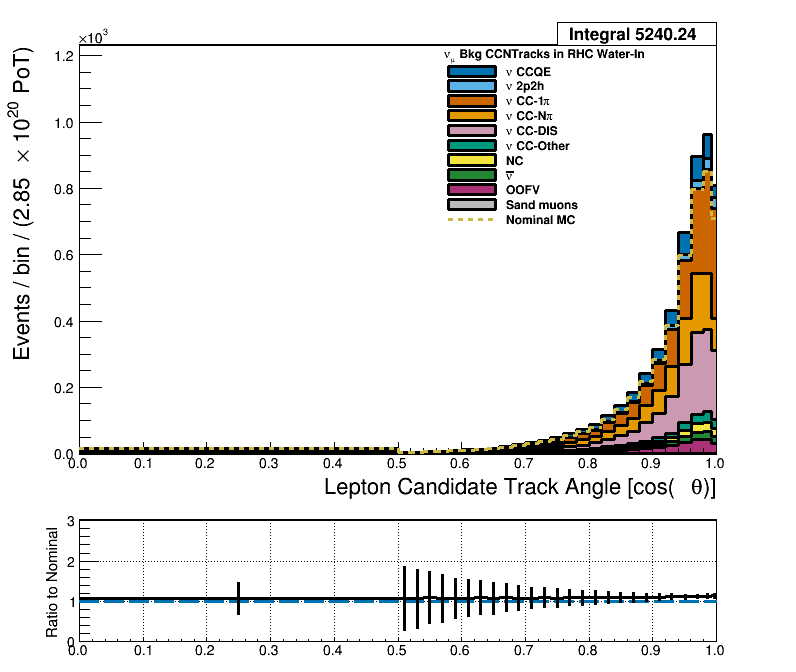 Integral 5240.24
×10³
ν_μ Bkg CCNTracks in RHC Water-In
ν CCQE
ν 2p2h
ν CC-1π
ν CC-Nπ
ν CC-DIS
ν CC-Other
NC
ν̅
OOFV
Sand muons
Nominal MC
Events / bin / (2.85 × 10²⁰ PoT)
1.2
1.0
0.8
0.6
0.4
0.2
0.0
0.0 0.1 0.2 0.3 0.4 0.5 0.6 0.7 0.8 0.9 1.0
Lepton Candidate Track Angle [cos( θ)]
Ratio to Nominal
3
2
1
0
0.0 0.1 0.2 0.3 0.4 0.5 0.6 0.7 0.8 0.9 1.0